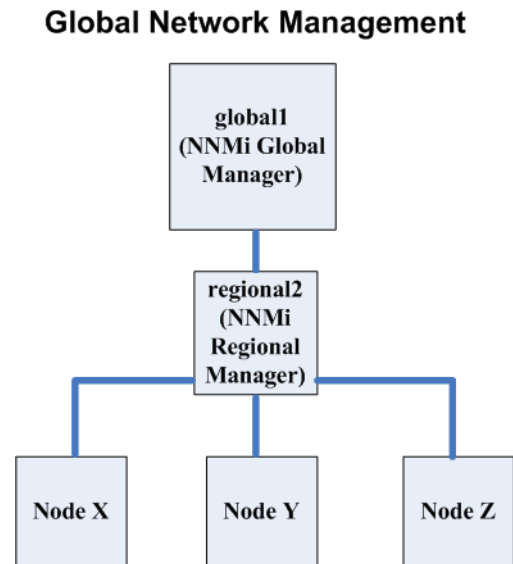 Global Network Management
global1
(NNMi Global
Manager)
regional2
(NNMi
Regional
Manager)
Node X
Node Y
Node Z